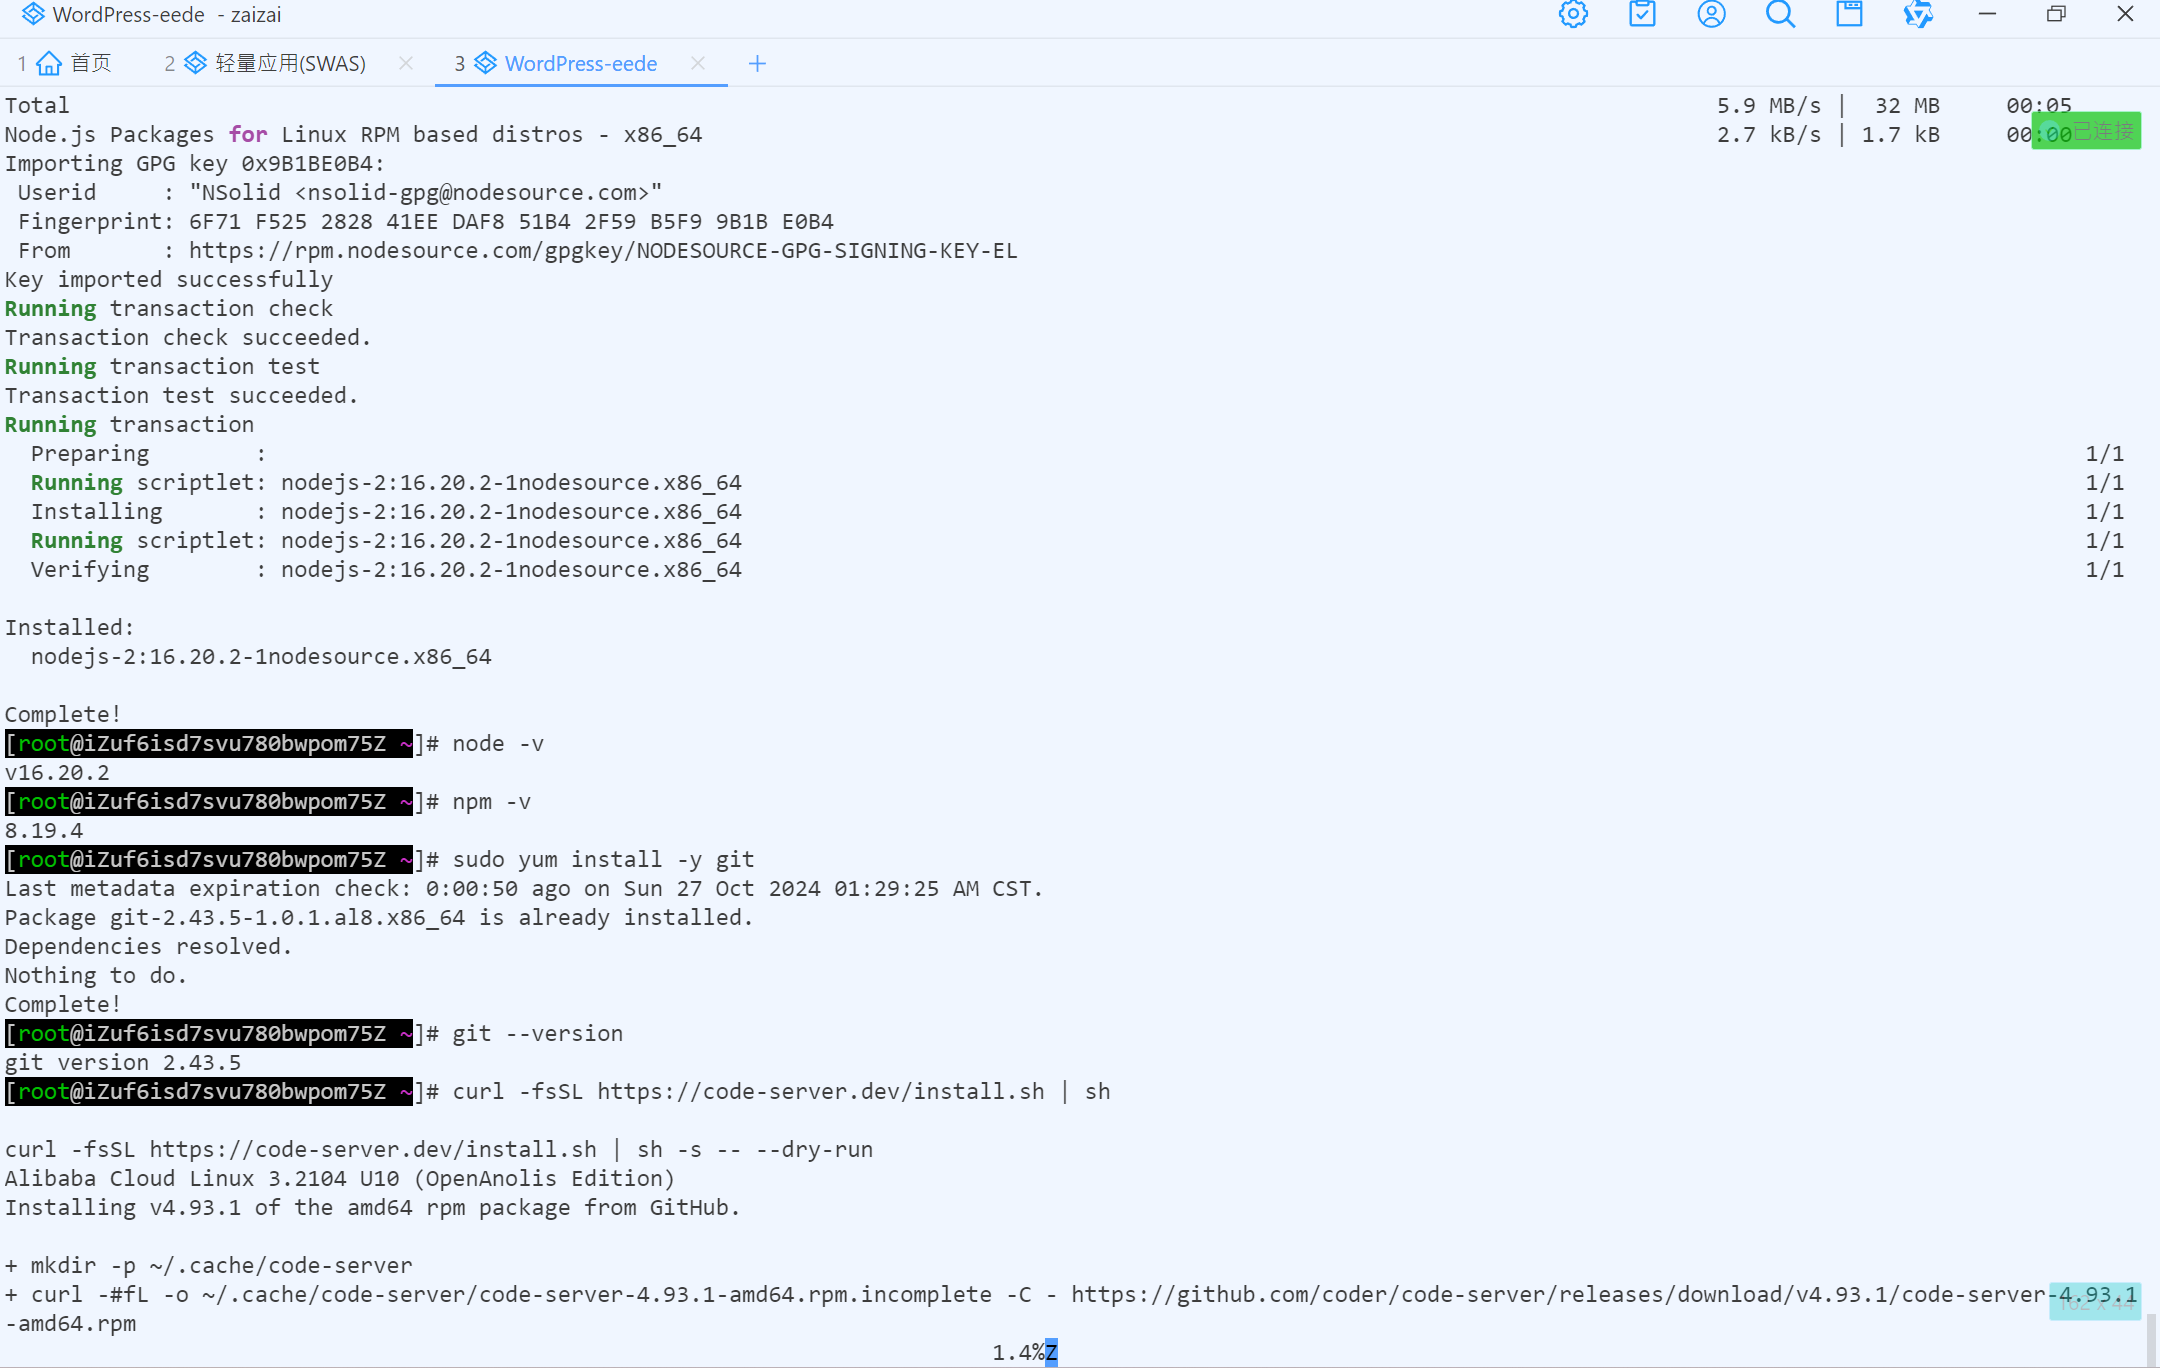 WordPress-eede - zaizai
1 首页 2 轻量应用(SWAS) 3 WordPress-eede
Total 5.9 MB/s | 32 MB 00:05
Node.js Packages for Linux RPM based distros - x86_64 2.7 kB/s | 1.7 kB 00:00
已连接
Importing GPG key 0x9B1BE0B4:
Userid : "NSolid <nsolid-gpg@nodesource.com>"
Fingerprint: 6F71 F525 2828 41EE DAF8 51B4 2F59 B5F9 9B1B E0B4
From : https://rpm.nodesource.com/gpgkey/NODESOURCE-GPG-SIGNING-KEY-EL
Key imported successfully
Running transaction check
Transaction check succeeded.
Running transaction test
Transaction test succeeded.
Running transaction
Preparing : 1/1
Running scriptlet: nodejs-2:16.20.2-1nodesource.x86_64 1/1
Installing : nodejs-2:16.20.2-1nodesource.x86_64 1/1
Running scriptlet: nodejs-2:16.20.2-1nodesource.x86_64 1/1
Verifying : nodejs-2:16.20.2-1nodesource.x86_64 1/1
Installed:
nodejs-2:16.20.2-1nodesource.x86_64
Complete!
[root@iZuf6isd7svu780bwpom75Z ~]# node -v
v16.20.2
[root@iZuf6isd7svu780bwpom75Z ~]# npm -v
8.19.4
[root@iZuf6isd7svu780bwpom75Z ~]# sudo yum install -y git
Last metadata expiration check: 0:00:50 ago on Sun 27 Oct 2024 01:29:25 AM CST.
Package git-2.43.5-1.0.1.al8.x86_64 is already installed.
Dependencies resolved.
Nothing to do.
Complete!
[root@iZuf6isd7svu780bwpom75Z ~]# git --version
git version 2.43.5
[root@iZuf6isd7svu780bwpom75Z ~]# curl -fsSL https://code-server.dev/install.sh | sh
curl -fsSL https://code-server.dev/install.sh | sh -s -- --dry-run
Alibaba Cloud Linux 3.2104 U10 (OpenAnolis Edition)
Installing v4.93.1 of the amd64 rpm package from GitHub.
+ mkdir -p ~/.cache/code-server
+ curl -#fL -o ~/.cache/code-server/code-server-4.93.1-amd64.rpm.incomplete -C - https://github.com/coder/code-server/releases/download/v4.93.1/code-server-4.93.1
-amd64.rpm
162 x 44
1.4%Z